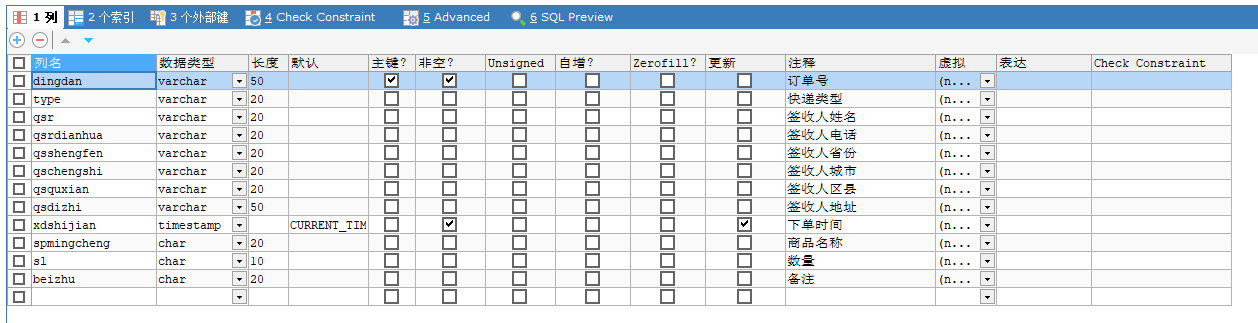 1 列 2 个索引 3 个外部键 4 Check Constraint 5 Advanced 6 SQL Preview
列名 数据类型 长度 默认 主键? 非空? Unsigned 自增? Zerofill? 更新 注释 虚拟 表达 Check Constraint
dingdan varchar 50 订单号 (n...
type varchar 20 快递类型 (n...
qsr varchar 20 签收人姓名 (n...
qsrdianhua varchar 20 签收人电话 (n...
qsshengfen varchar 20 签收人省份 (n...
qschengshi varchar 20 签收人城市 (n...
qsquxian varchar 20 签收人区县 (n...
qsdizhi varchar 50 签收人地址 (n...
xdshijian timestamp CURRENT_TIM 下单时间 (n...
spmingcheng char 20 商品名称 (n...
sl char 10 数量 (n...
beizhu char 20 备注 (n...